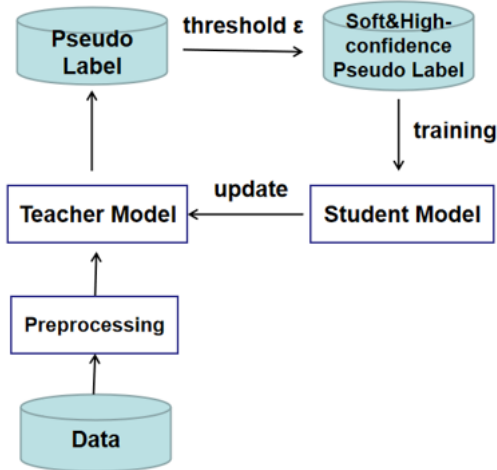 Pseudo
Label
threshold ε
Soft&High-
confidence
Pseudo Label
training
Teacher Model
update
Student Model
Preprocessing
Data